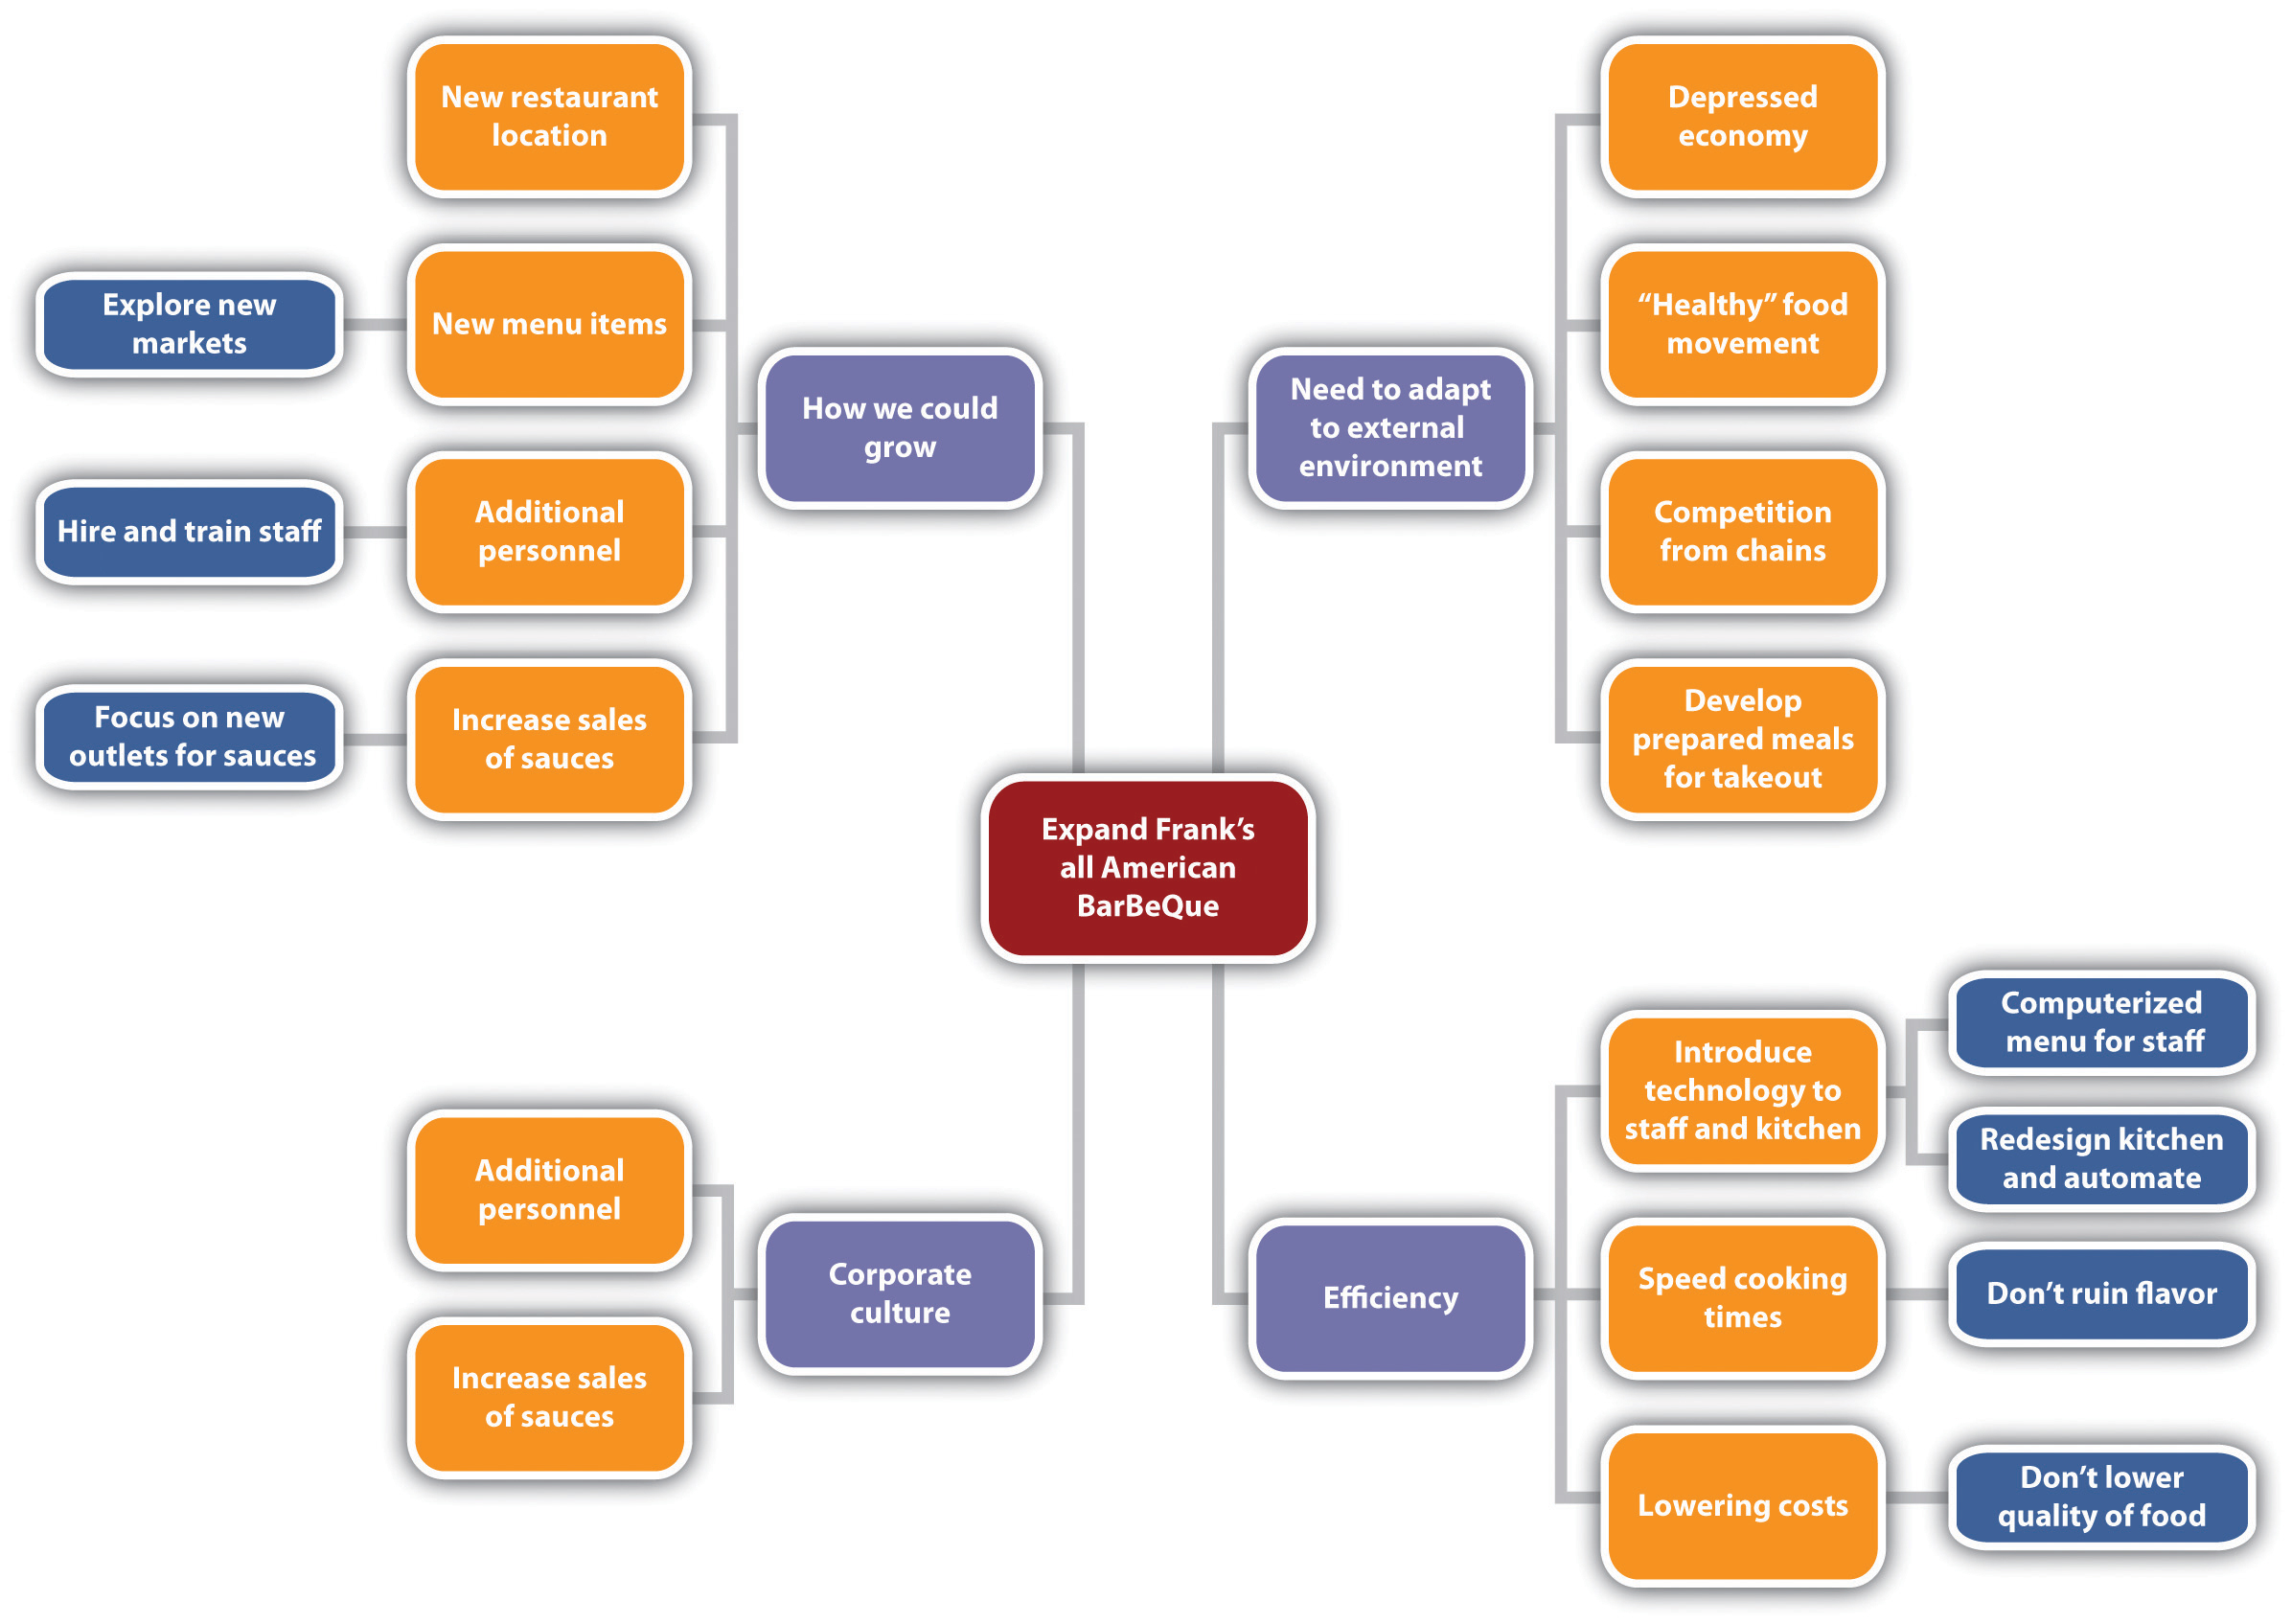 New restaurant
location
Explore new
markets
New menu items
Hire and train staff
Additional
personnel
Focus on new
outlets for sauces
Increase sales
of sauces
How we could
grow
Need to adapt
to external
environment
Depressed
economy
“Healthy” food
movement
Competition
from chains
Develop
prepared meals
for takeout
Expand Frank’s
all American
BarBeQue
Additional
personnel
Increase sales
of sauces
Corporate
culture
Efficiency
Introduce
technology to
staff and kitchen
Computerized
menu for staff
Redesign kitchen
and automate
Speed cooking
times
Don’t ruin flavor
Lowering costs
Don’t lower
quality of food